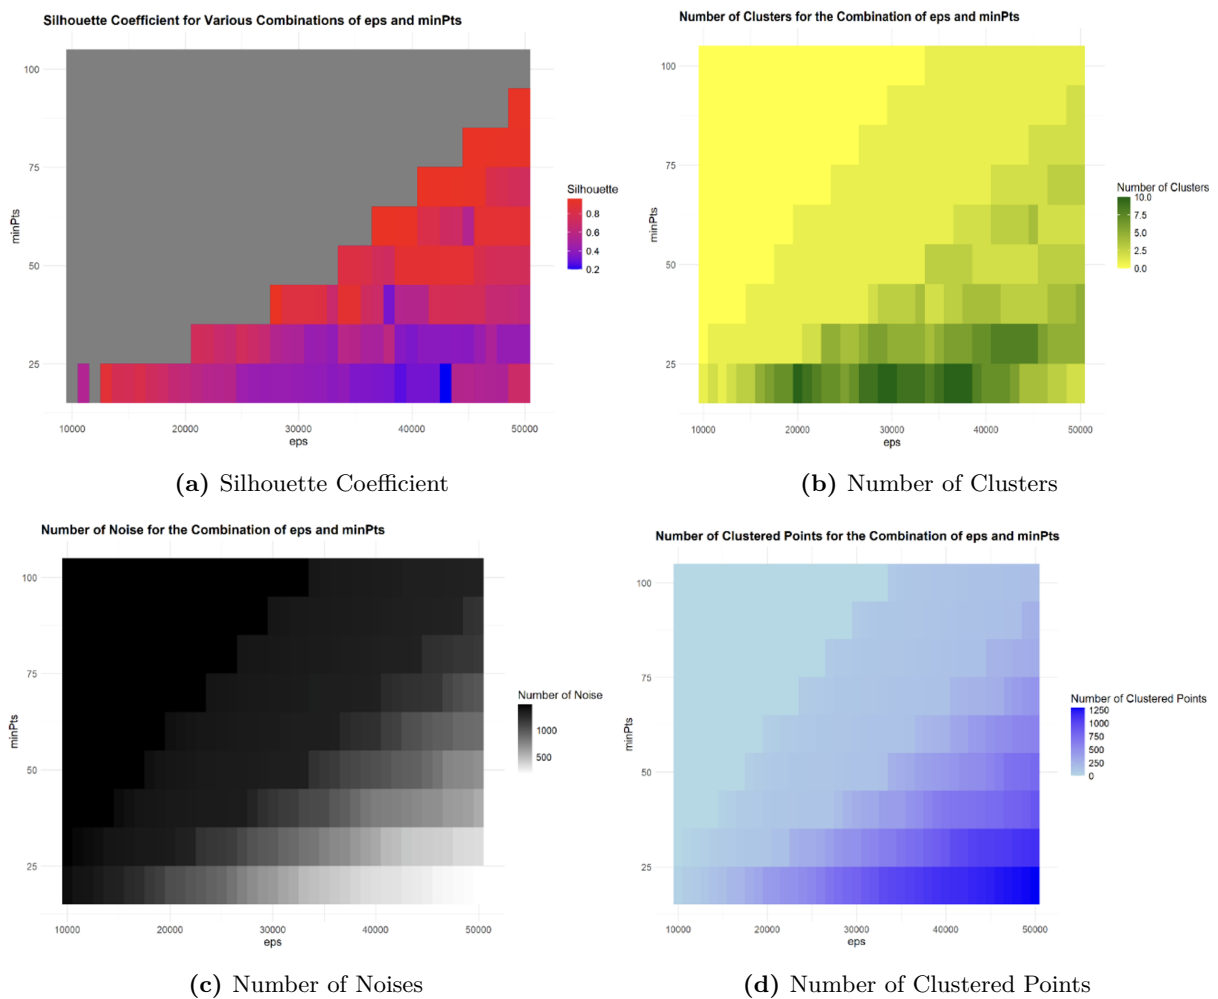 Silhouette Coefficient for Various Combinations of eps and minPts
100
75
50
25
minPts
10000 20000 30000 40000 50000
eps
Silhouette
0.8
0.6
0.4
0.2
(a) Silhouette Coefficient
Number of Clusters for the Combination of eps and minPts
100
75
50
25
minPts
10000 20000 30000 40000 50000
eps
Number of Clusters
10.0
7.5
5.0
2.5
0.0
(b) Number of Clusters
Number of Noise for the Combination of eps and minPts
100
75
50
25
minPts
10000 20000 30000 40000 50000
eps
Number of Noise
1000
500
(c) Number of Noises
Number of Clustered Points for the Combination of eps and minPts
100
75
50
25
minPts
10000 20000 30000 40000 50000
eps
Number of Clustered Points
1250
1000
750
500
250
0
(d) Number of Clustered Points